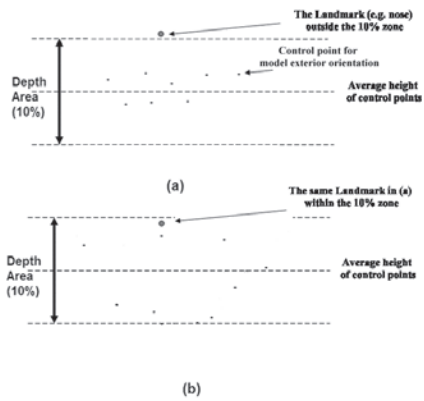 The Landmark (e.g. nose)
outside the 10% zone
Control point for
model exterior orientation
Depth
Area
(10%)
Average height
of control points
(a)
The same Landmark in (a)
within the 10% zone
Depth
Area
(10%)
Average height
of control points
(b)